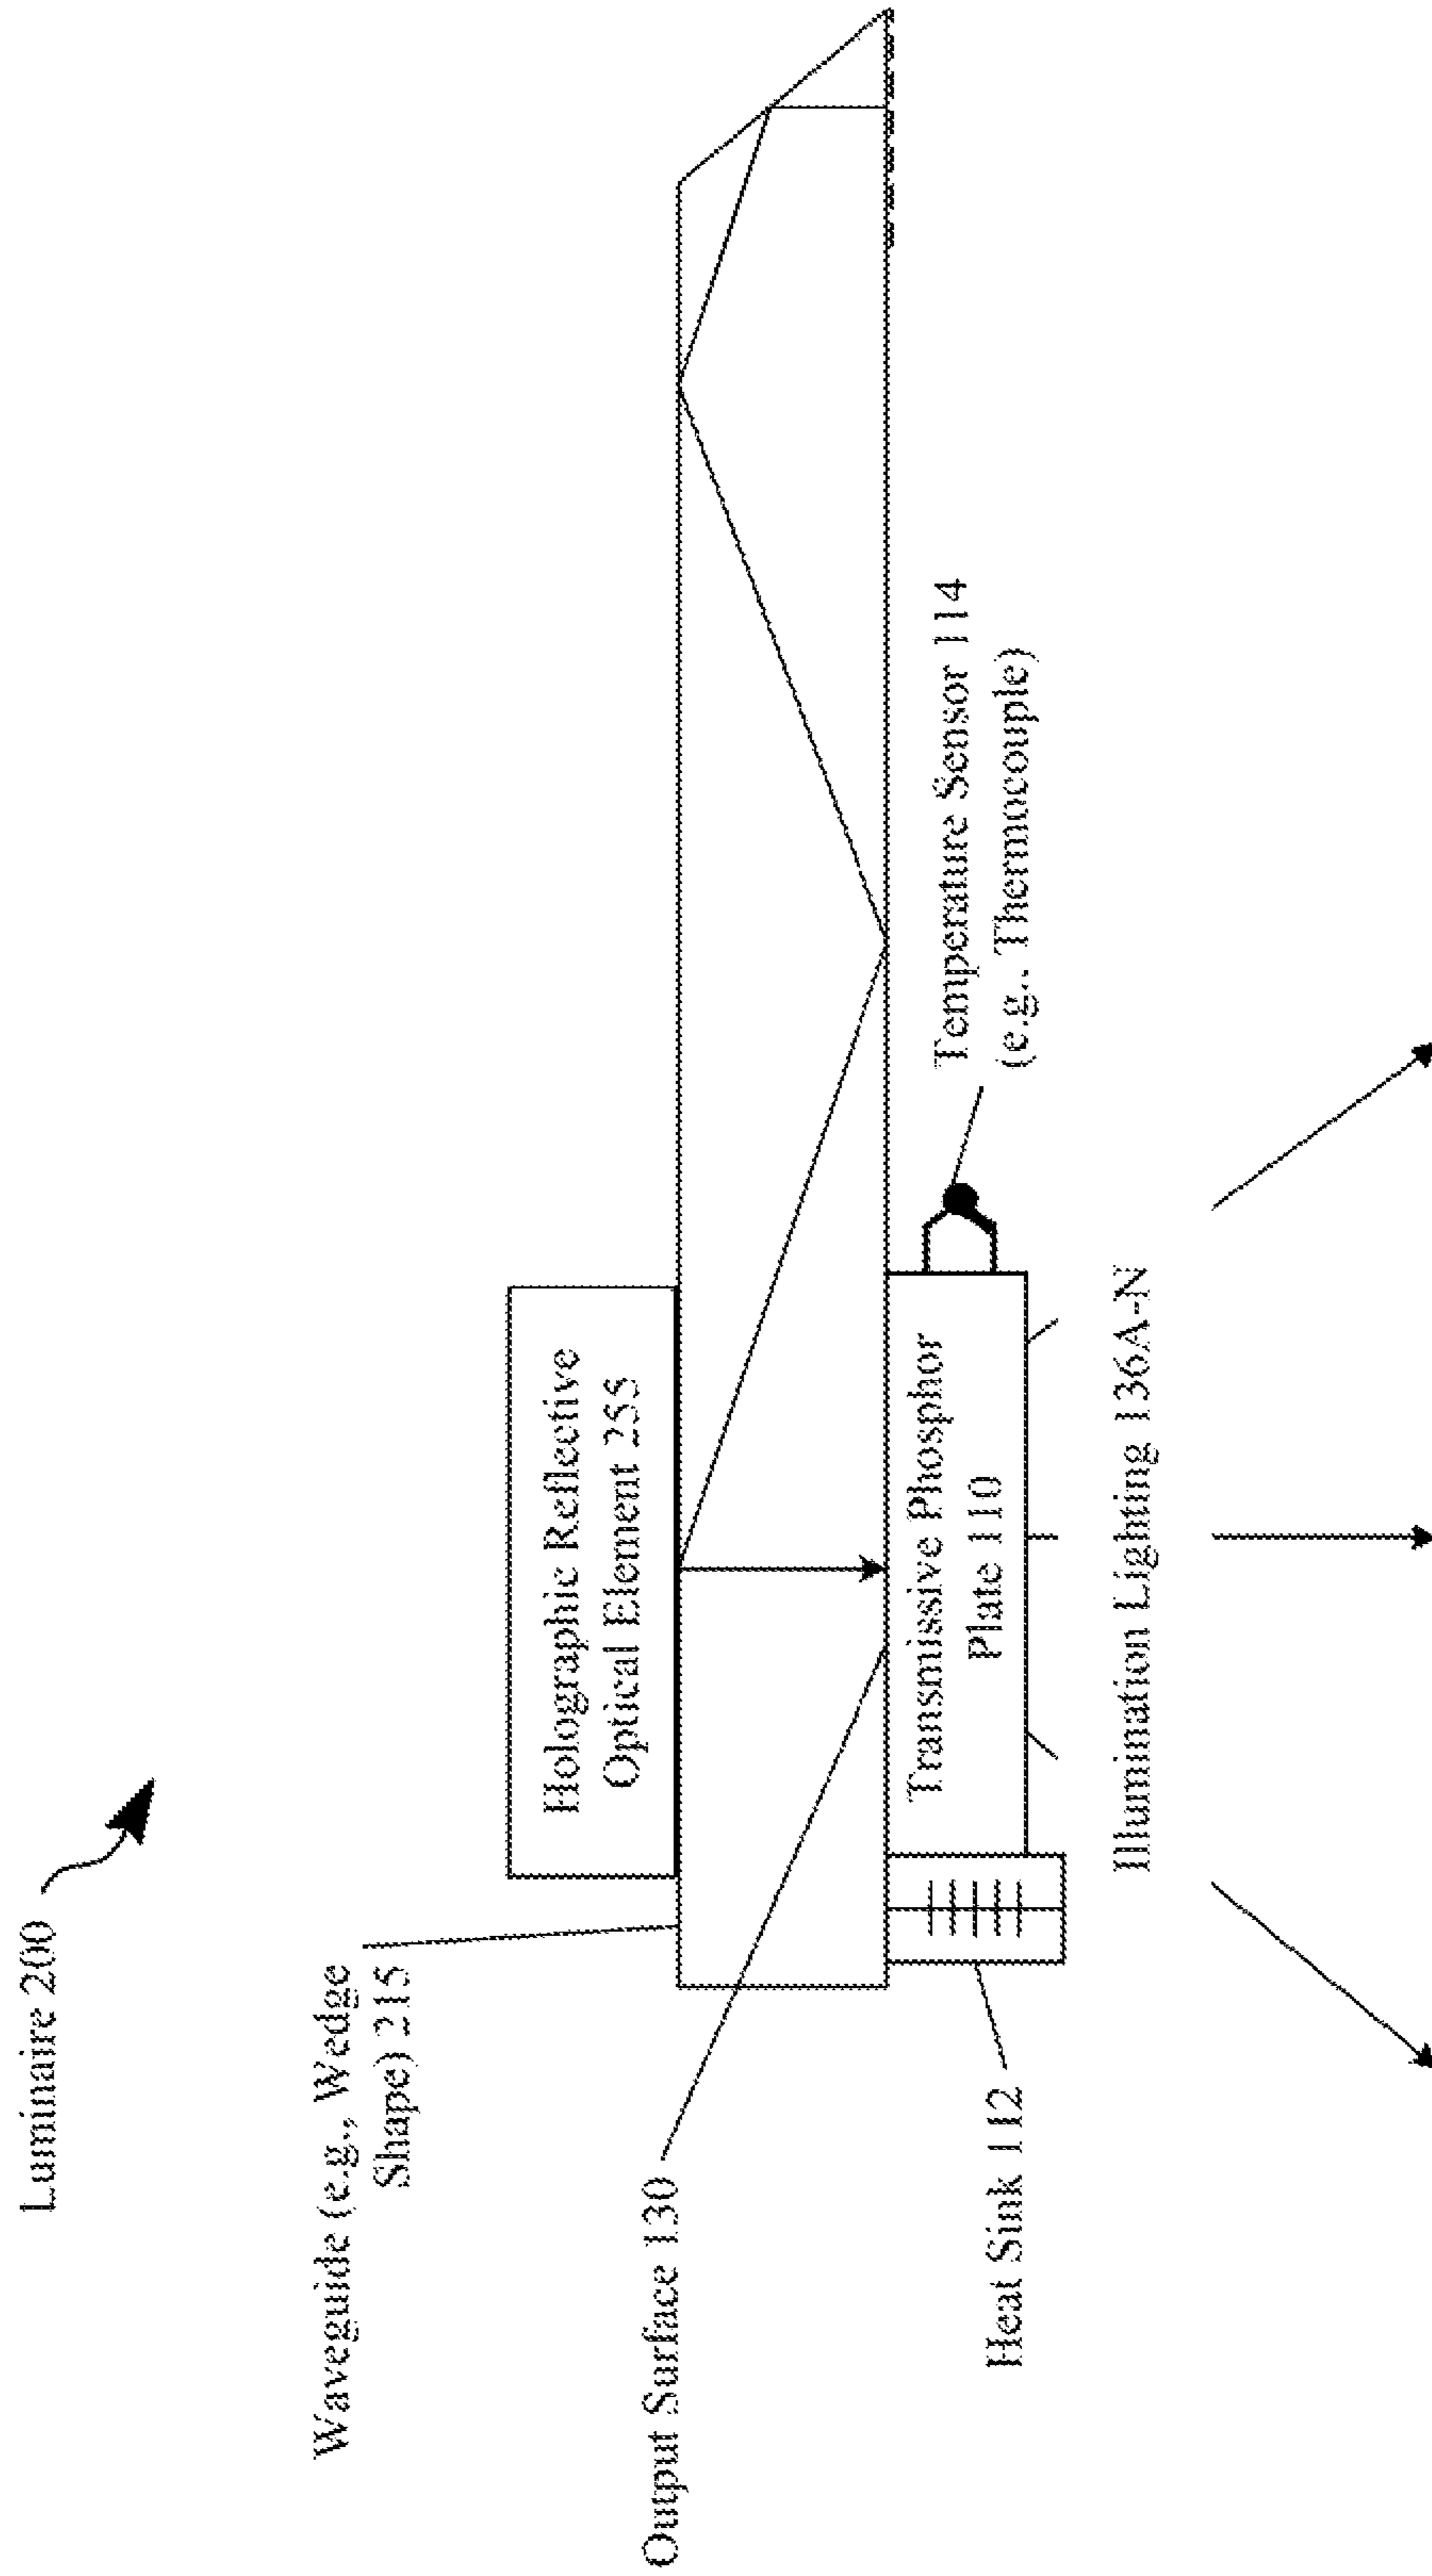 Luminaire 200
Waveguide (e.g., Wedge
Shape) 215
Holographic Reflective
Optical Element 255
Output Surface 130
Transmissive Phosphor
Plate 110
Temperature Sensor 114
(e.g., Thermocouple)
Heat Sink 112
Illumination Lighting 136A-N